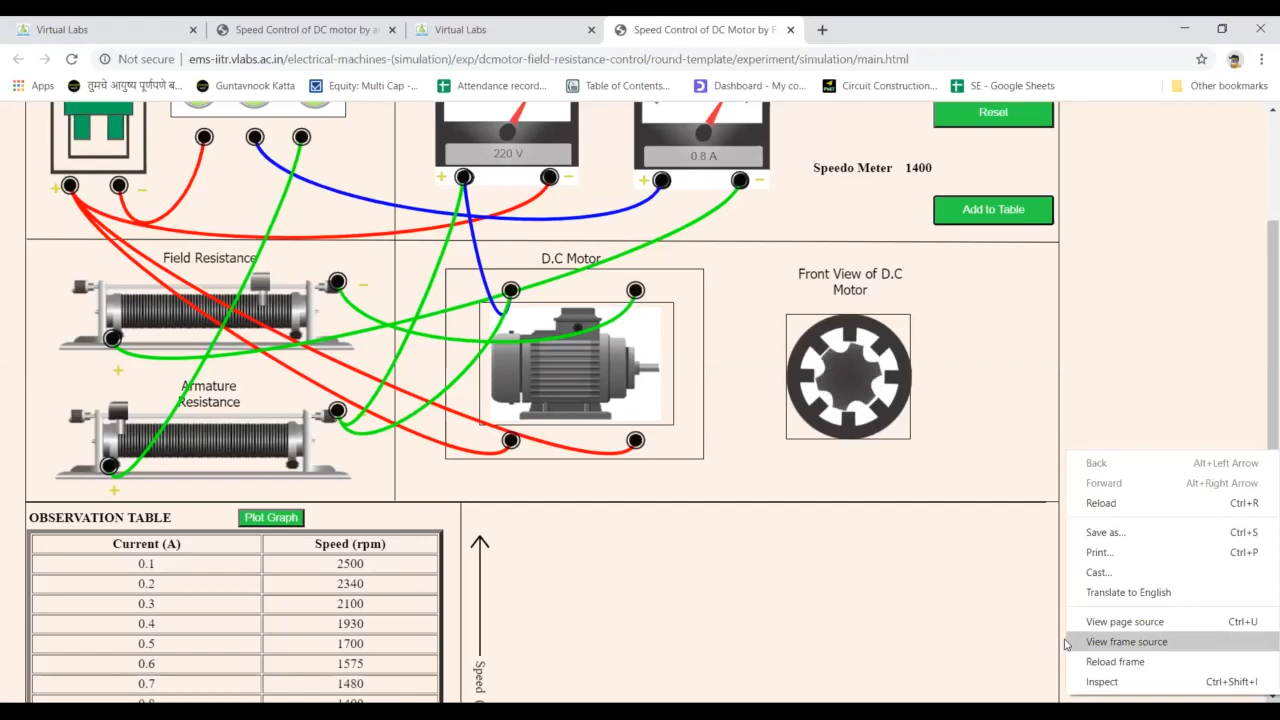 Virtual Labs
Speed Control of DC motor by ar
Virtual Labs
Speed Control of DC Motor by F
Not secure
ems-iitr.vlabs.ac.in/electrical-machines-(simulation)/exp/dcmotor-field-resistance-control/round-template/experiment/simulation/main.html
Apps
तुमचे आयुष्य पूर्णपणे ब...
Guntavnook Katta
Equity: Multi Cap -...
Attendance record...
Table of Contents...
Dashboard - My co...
Circuit Construction...
SE - Google Sheets
Other bookmarks
220 V
0.8 A
Reset
Speedo Meter 1400
Add to Table
+ −
+ −
+ −
Field Resistance
−
+
D.C Motor
Front View of D.C
Motor
Armature
Resistance
+
Back Alt+Left Arrow
Forward Alt+Right Arrow
Reload Ctrl+R
Save as... Ctrl+S
Print... Ctrl+P
Cast...
Translate to English
View page source Ctrl+U
View frame source
Reload frame
Inspect Ctrl+Shift+I
OBSERVATION TABLE
Plot Graph
Current (A) Speed (rpm)
0.1 2500
0.2 2340
0.3 2100
0.4 1930
0.5 1700
0.6 1575
0.7 1480
0.8 1400
Speed (